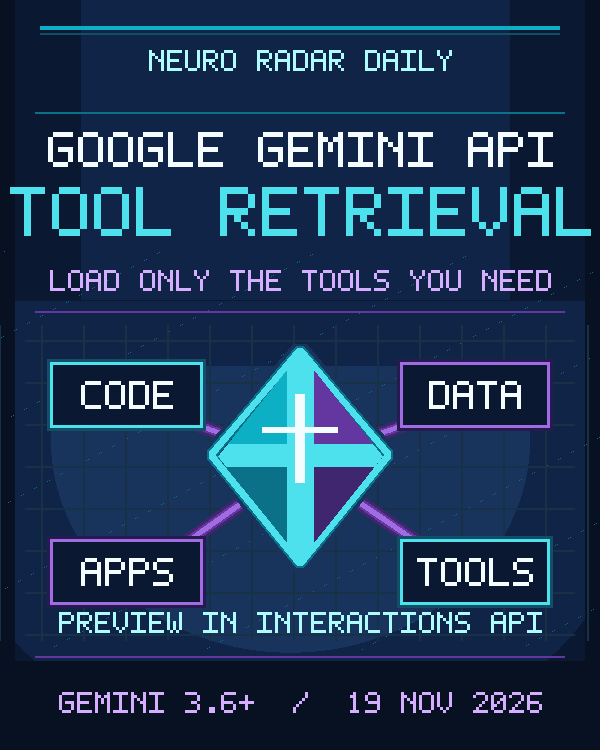 NEURO RADAR DAILY
GOOGLE GEMINI API
TOOL RETRIEVAL
LOAD ONLY THE TOOLS YOU NEED
CODE
DATA
APPS
TOOLS
PREVIEW IN INTERACTIONS API
GEMINI 3.6+ / 19 NOV 2026